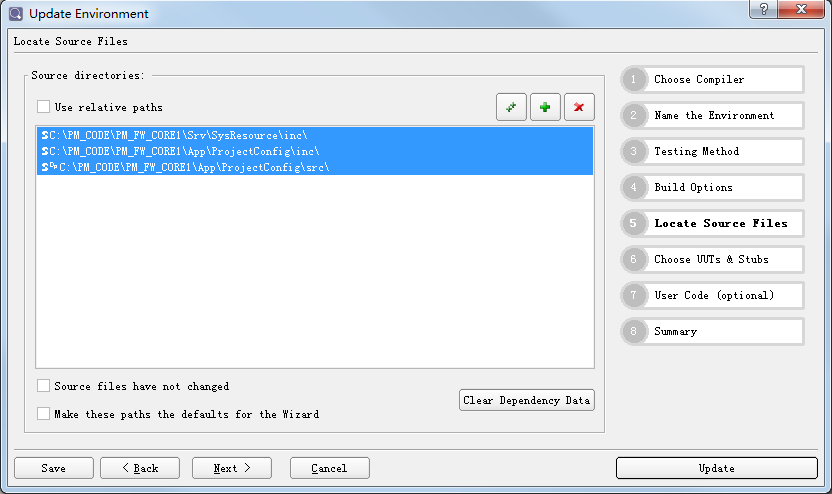 Update Environment
?
Locate Source Files
Source directories:
Use relative paths
SC:\PM_CODE\PM_FW_CORE1\Srv\SysResource\inc\
SC:\PM_CODE\PM_FW_CORE1\App\ProjectConfig\inc\
C:\PM_CODE\PM_FW_CORE1\App\ProjectConfig\src\
Source files have not changed
Make these paths the defaults for the Wizard
Clear Dependency Data
1 Choose Compiler
2 Name the Environment
3 Testing Method
4 Build Options
5 Locate Source Files
6 Choose UUTs & Stubs
7 User Code (optional)
8 Summary
Save
< Back
Next >
Cancel
Update